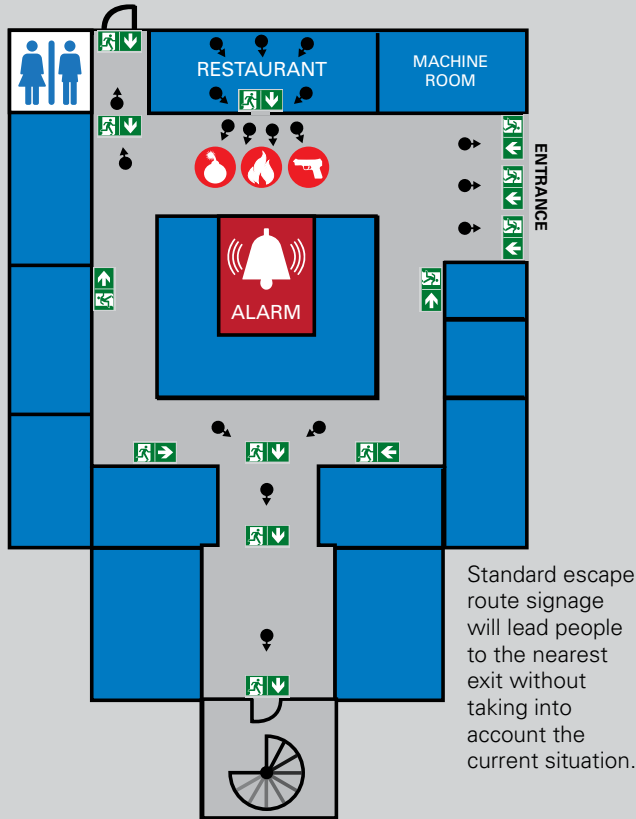 RESTAURANT
MACHINE
ROOM
ENTRANCE
ALARM
Standard escape
route signage
will lead people
to the nearest
exit without
taking into
account the
current situation.